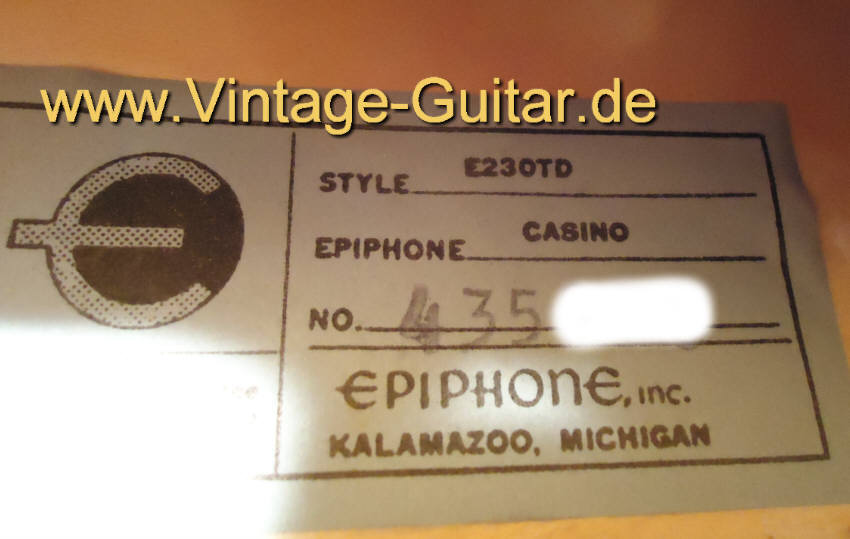 www.Vintage-Guitar.de
STYLE E230TD
EPIPHONE CASINO
NO. 435
EPIPHONE, INC.
KALAMAZOO, MICHIGAN